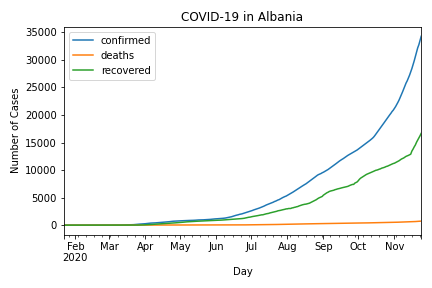 COVID-19 in Albania
Number of Cases
35000
30000
25000
20000
15000
10000
5000
0
confirmed
deaths
recovered
Feb Mar Apr May Jun Jul Aug Sep Oct Nov
2020
Day